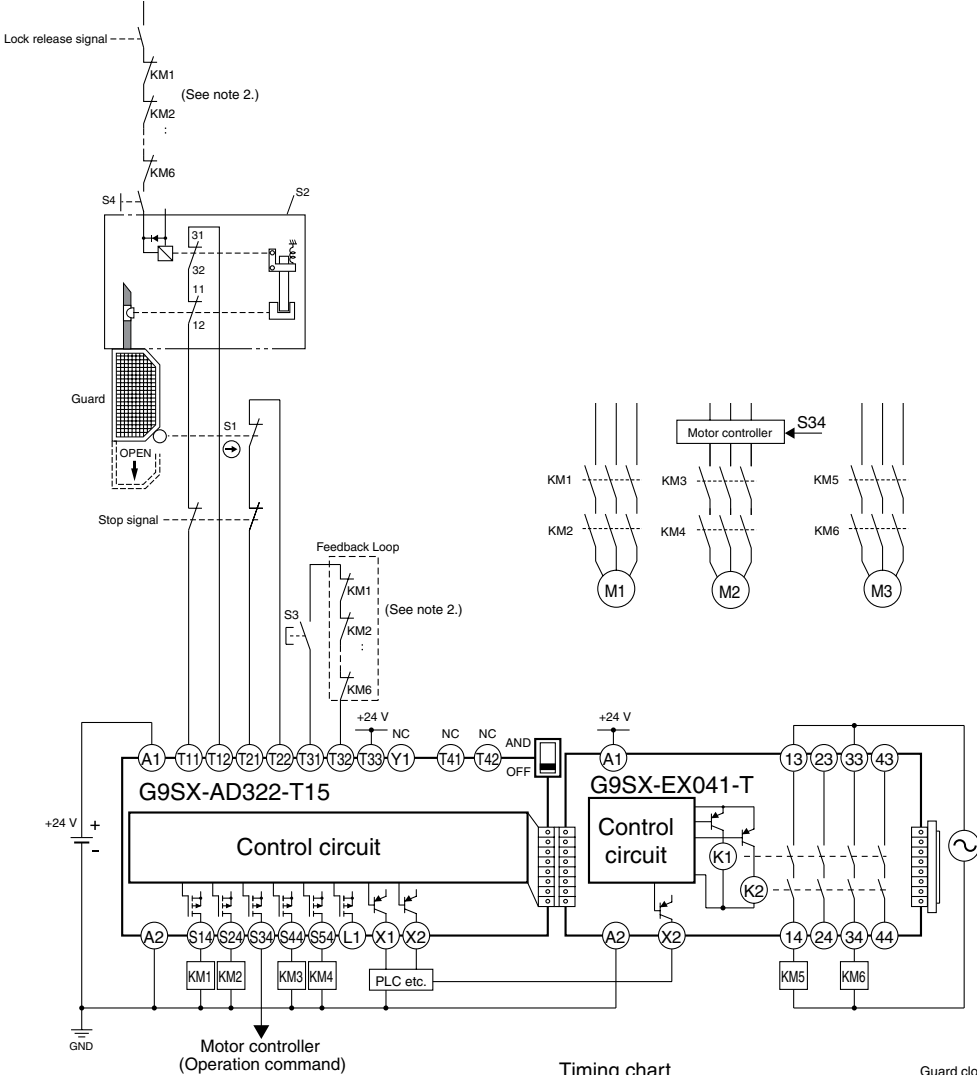 Lock release signal
KM1
(See note 2.)
KM2
:
KM6
S4
S2
31
32
11
12
Guard
S1
OPEN
S34
Motor controller
KM1
KM3
KM5
KM2
KM4
KM6
Stop signal
M1
M2
M3
Feedback Loop
KM1
(See note 2.)
S3
KM2
:
KM6
+24 V
NC
NC
NC
AND
OFF
+24 V
A1
T11
T12
T21
T22
T31
T32
T33
Y1
T41
T42
A1
13
23
33
43
G9SX-AD322-T15
G9SX-EX041-T
+24 V
+
-
Control circuit
Control
circuit
K1
K2
A2
S14
S24
S34
S44
S54
L1
X1
X2
A2
X2
14
24
34
44
KM1
KM2
KM3
KM4
PLC etc.
KM5
KM6
GND
Motor controller
(Operation command)
Timing chart
Guard clo